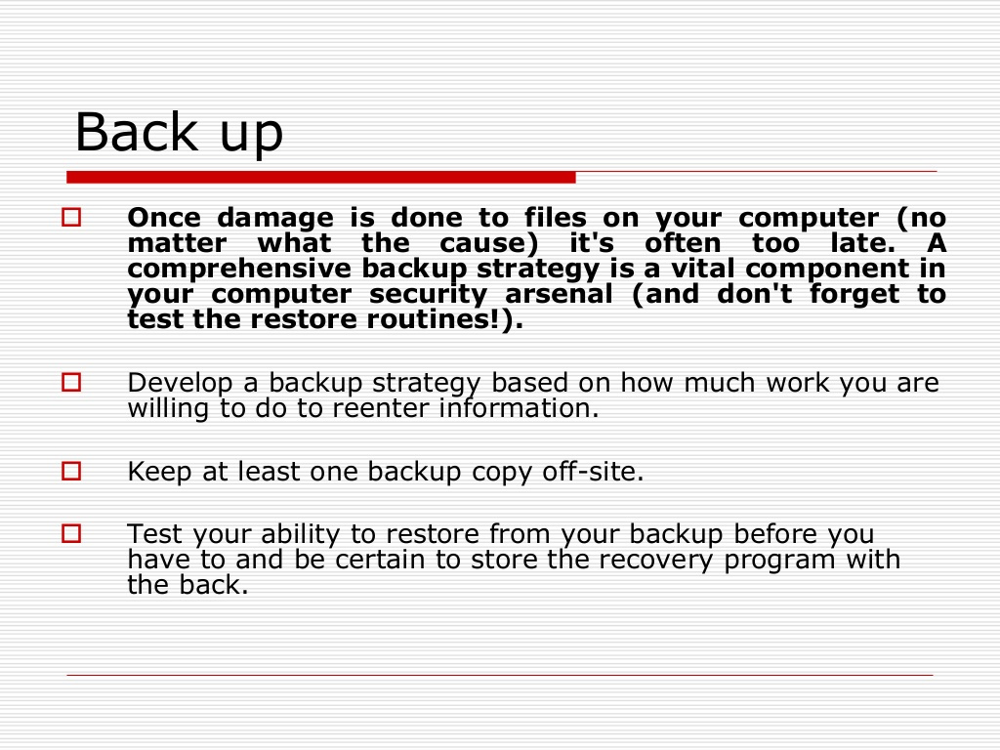 Back up
Once damage is done to files on your computer (no
matter what the cause) it's often too late. A
comprehensive backup strategy is a vital component in
your computer security arsenal (and don't forget to
test the restore routines!).
Develop a backup strategy based on how much work you are
willing to do to reenter information.
Keep at least one backup copy off-site.
Test your ability to restore from your backup before you
have to and be certain to store the recovery program with
the back.